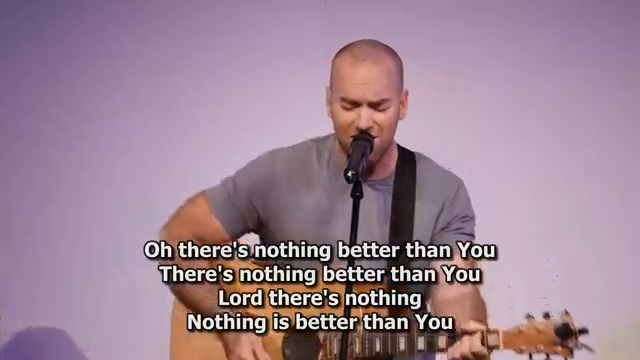 Oh there's nothing better than You
There's nothing better than You
Lord there's nothing
Nothing is better than You